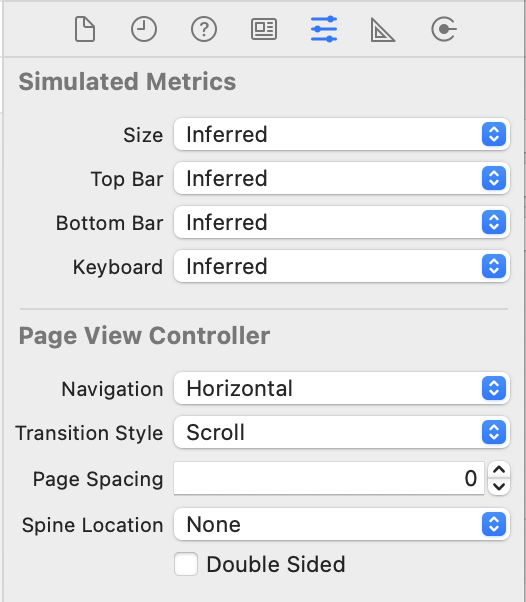 Simulated Metrics
Size Inferred
Top Bar Inferred
Bottom Bar Inferred
Keyboard Inferred
Page View Controller
Navigation Horizontal
Transition Style Scroll
Page Spacing 0
Spine Location None
Double Sided